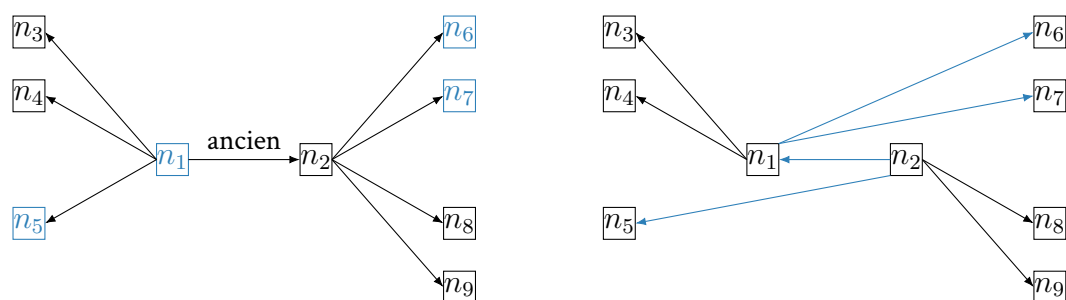 n₃ n₆ n₃ n₆
n₄ n₇ n₄ n₇
ancien
n₁ n₂ n₁ n₂
n₅ n₈ n₅ n₈
n₉ n₉